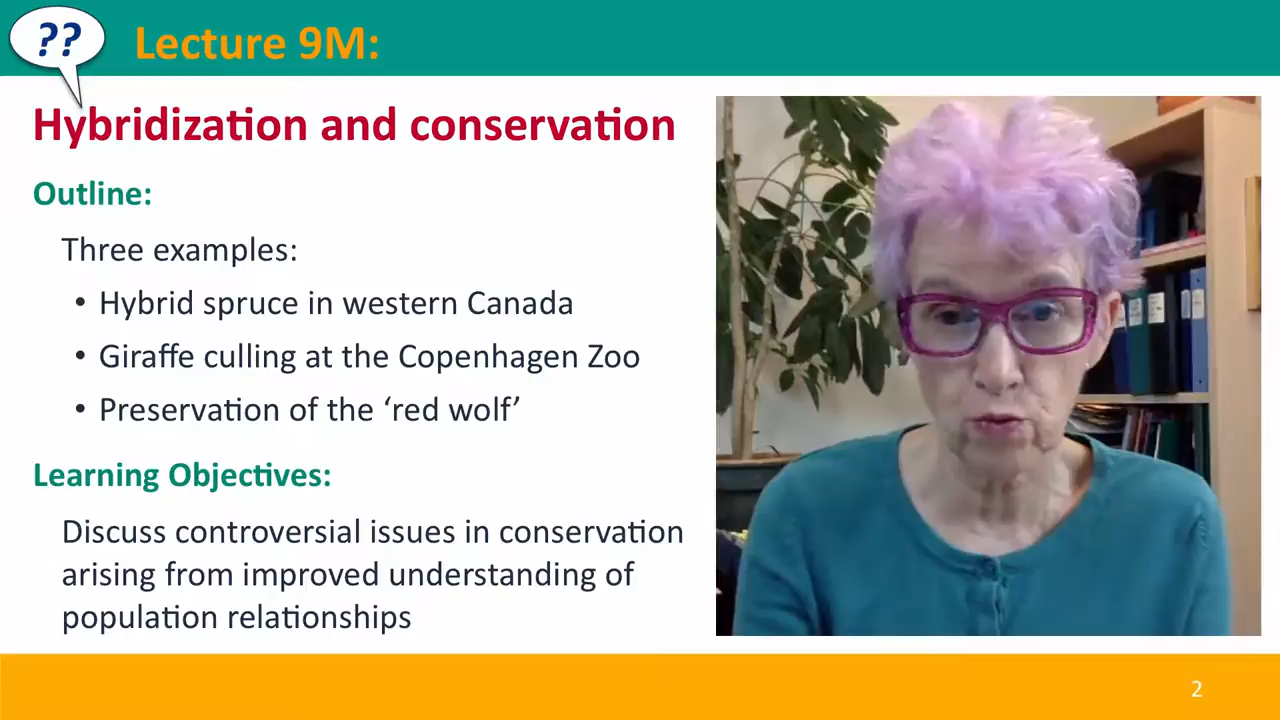 ??
Lecture 9M:
Hybridization and conservation
Outline:
Three examples:
• Hybrid spruce in western Canada
• Giraffe culling at the Copenhagen Zoo
• Preservation of the ‘red wolf’
Learning Objectives:
Discuss controversial issues in conservation
arising from improved understanding of
population relationships
2